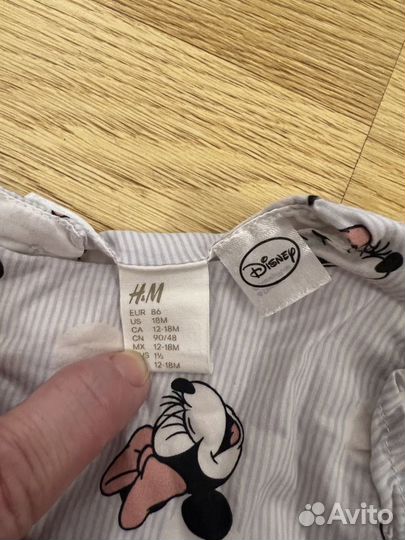 H&M
EUR 86
US 18M
CA 12-18M
CN 90/48
MX 12-18M
1½
12-18M
Disney
Avito